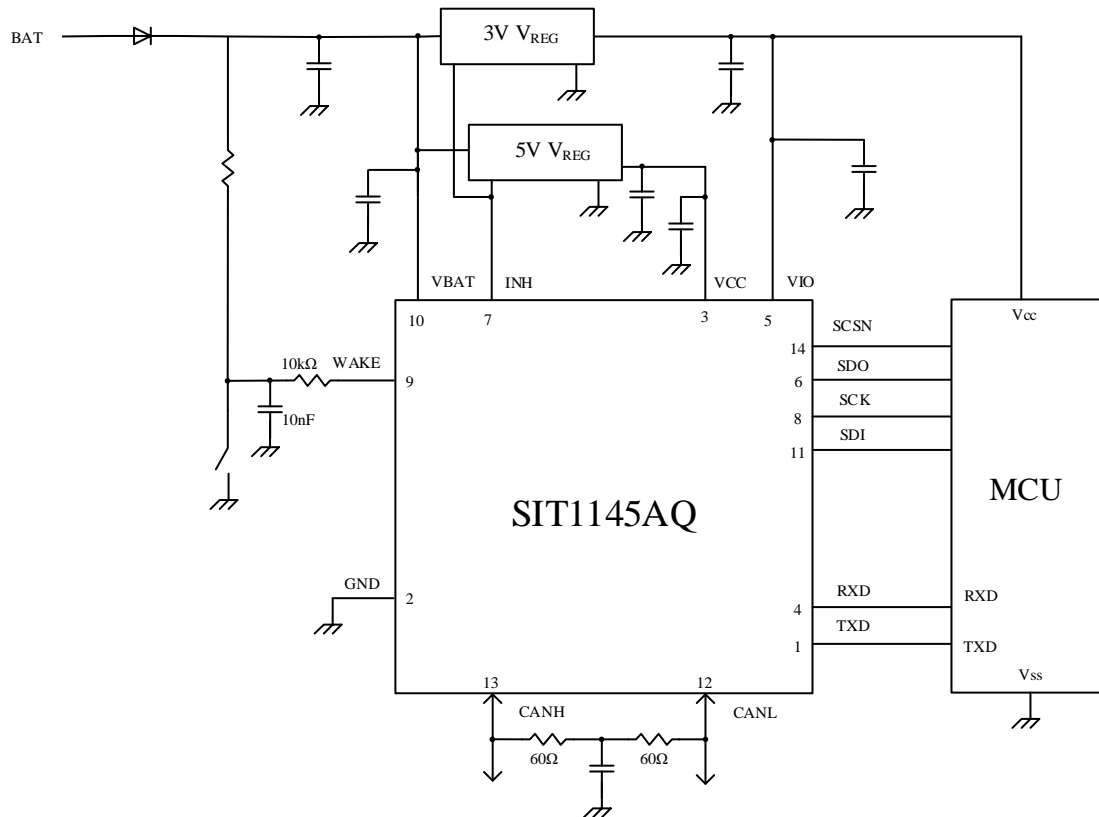 BAT
3V VREG
5V VREG
VBAT
INH
VCC
VIO
10
7
3
5
Vcc
SCSN
14
SDO
6
SCK
8
SDI
11
10kΩ
WAKE
9
10nF
MCU
SIT1145AQ
GND
2
RXD
4
RXD
TXD
1
TXD
Vss
13
12
CANH
CANL
60Ω
60Ω